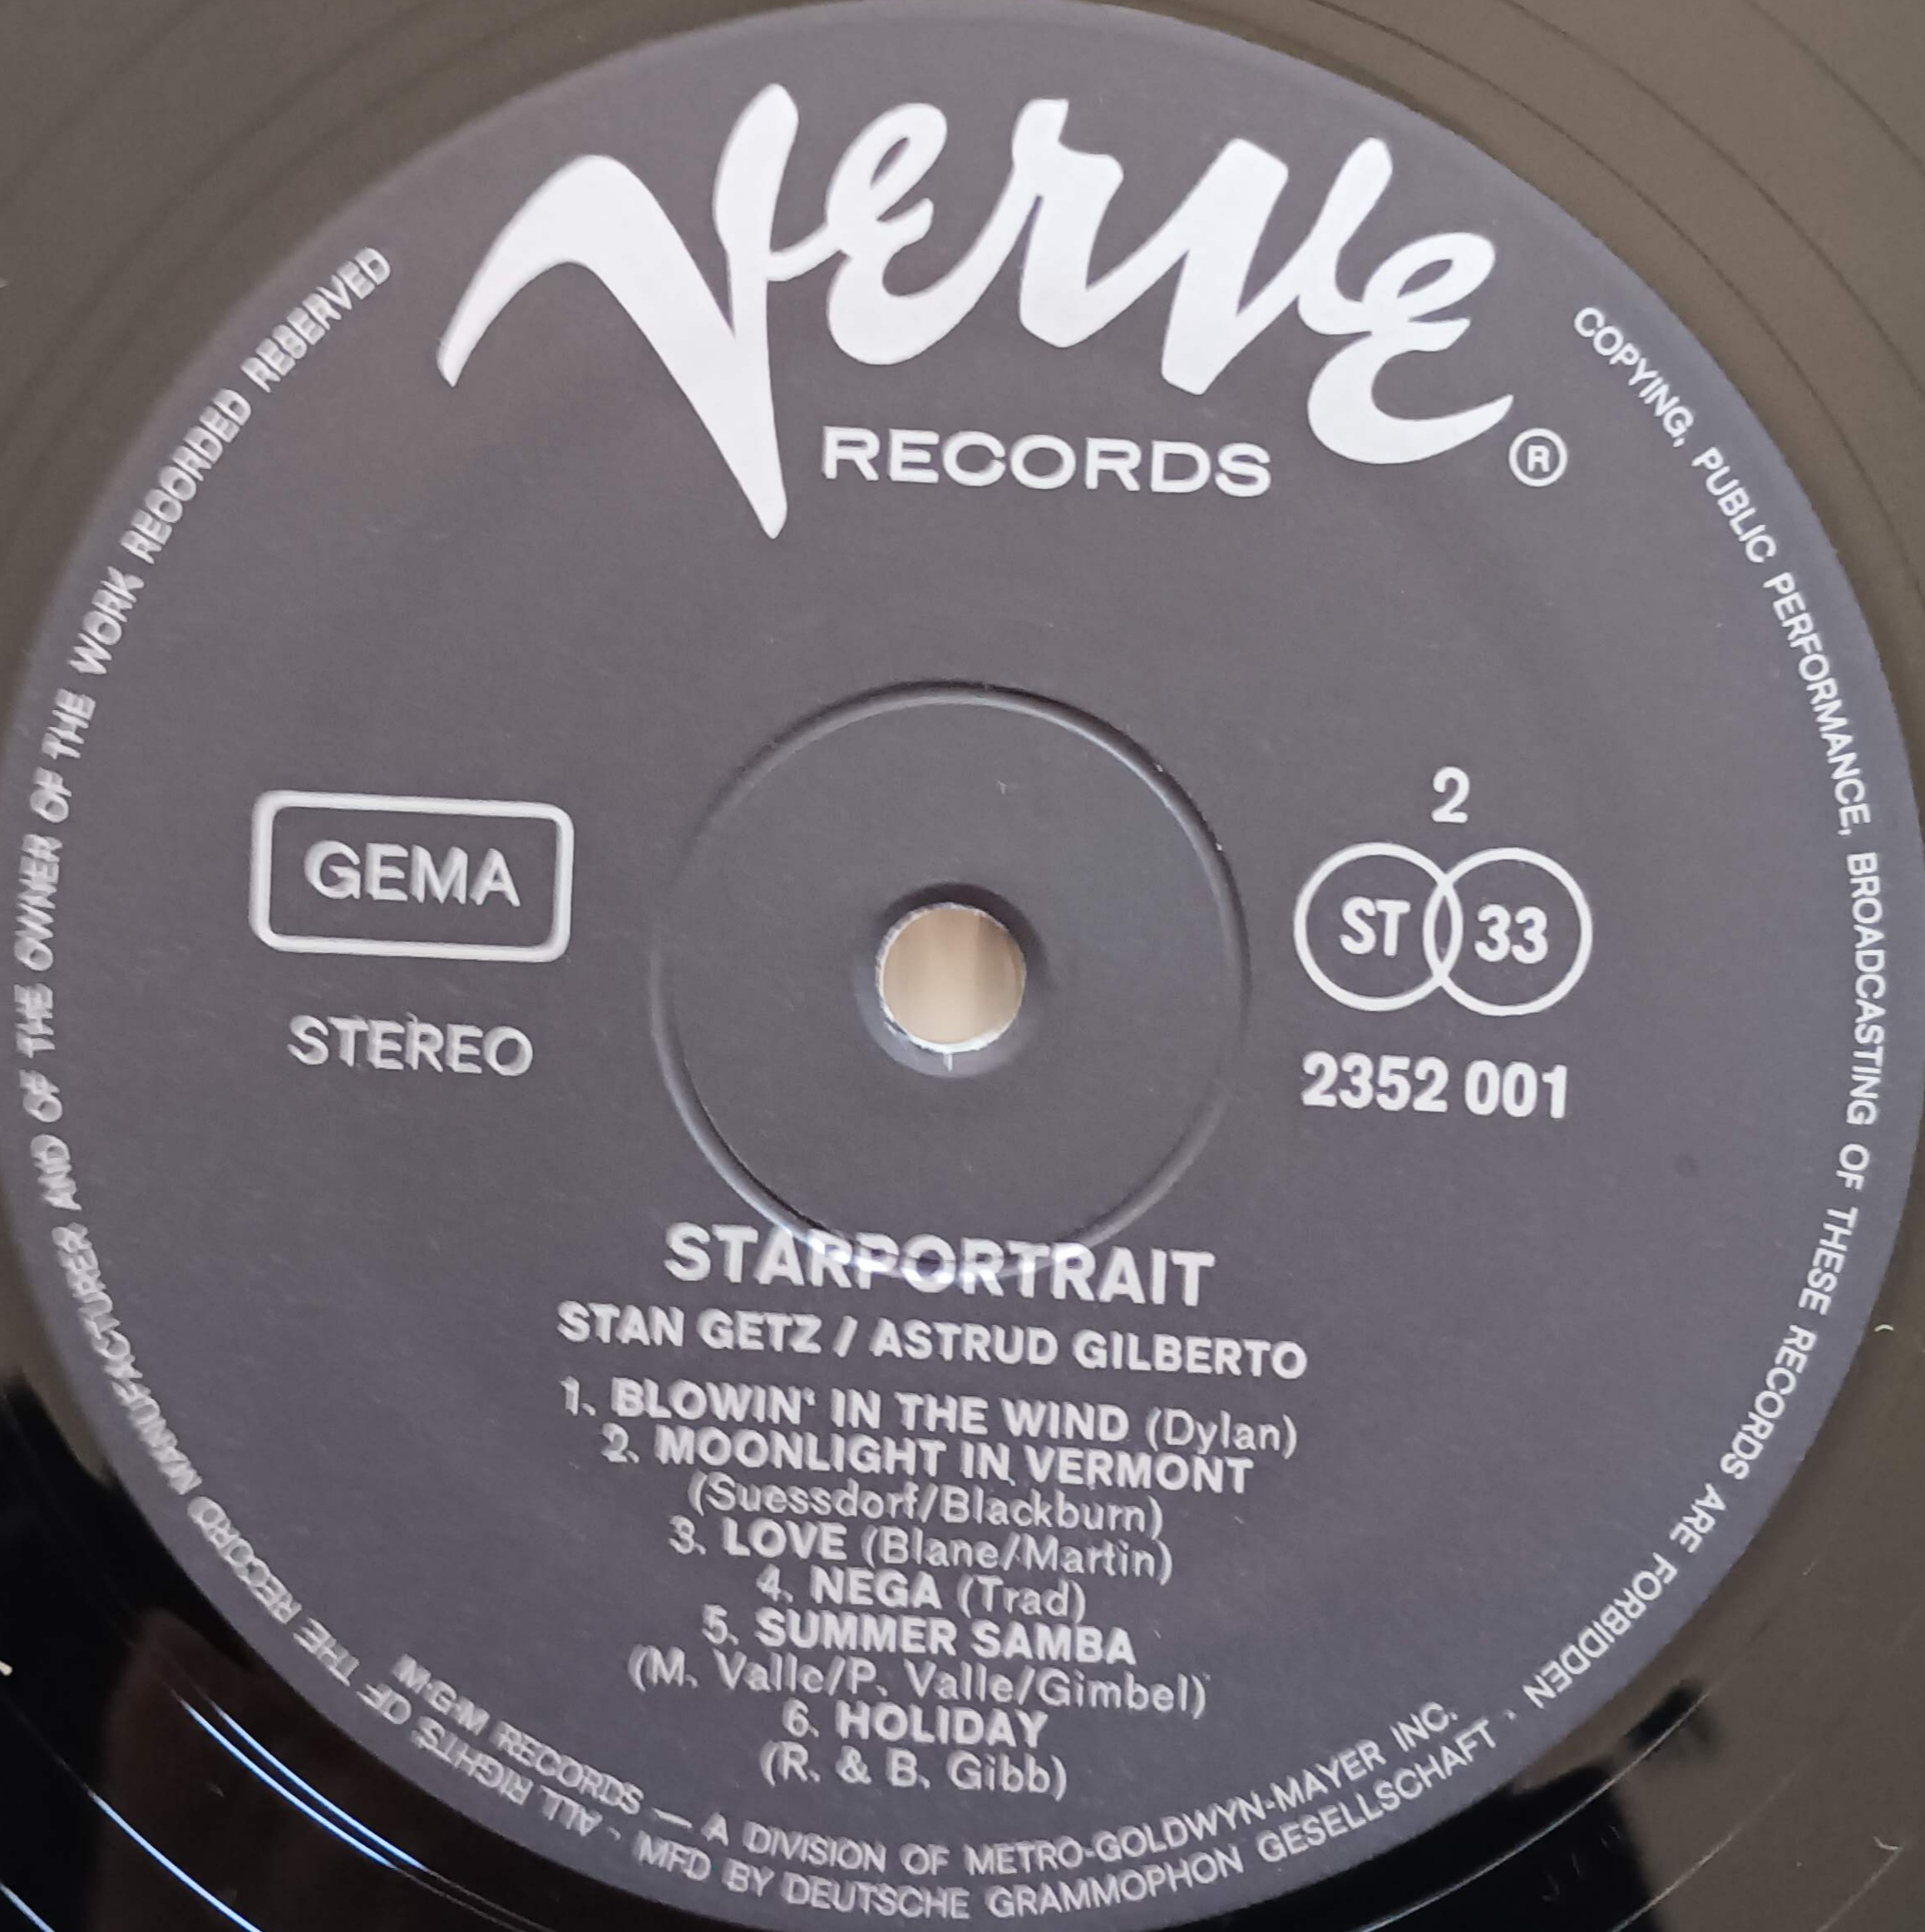 Verve
RECORDS
®
GEMA
STEREO
2
ST 33
2352 001
STARPORTRAIT
STAN GETZ / ASTRUD GILBERTO
1. BLOWIN' IN THE WIND (Dylan)
2. MOONLIGHT IN VERMONT
(Suessdorf/Blackburn)
3. LOVE (Blane/Martin)
4. NEGA (Trad)
5. SUMMER SAMBA
(M. Valle/P. Valle/Gimbel)
6. HOLIDAY
(R. & B. Gibb)
M·G·M RECORDS — A DIVISION OF METRO-GOLDWYN-MAYER INC.
ALL RIGHTS OF THE RECORD MANUFACTURER AND OF THE OWNER OF THE WORK RECORDED RESERVED
COPYING, PUBLIC PERFORMANCE, BROADCASTING OF THESE RECORDS ARE FORBIDDEN · MFD BY DEUTSCHE GRAMMOPHON GESELLSCHAFT ·